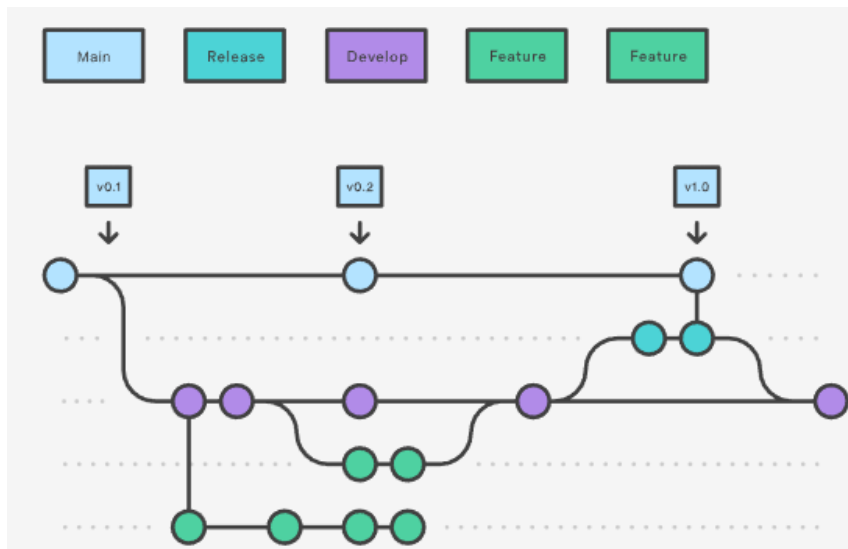 Main
Release
Develop
Feature
Feature
v0.1
v0.2
v1.0